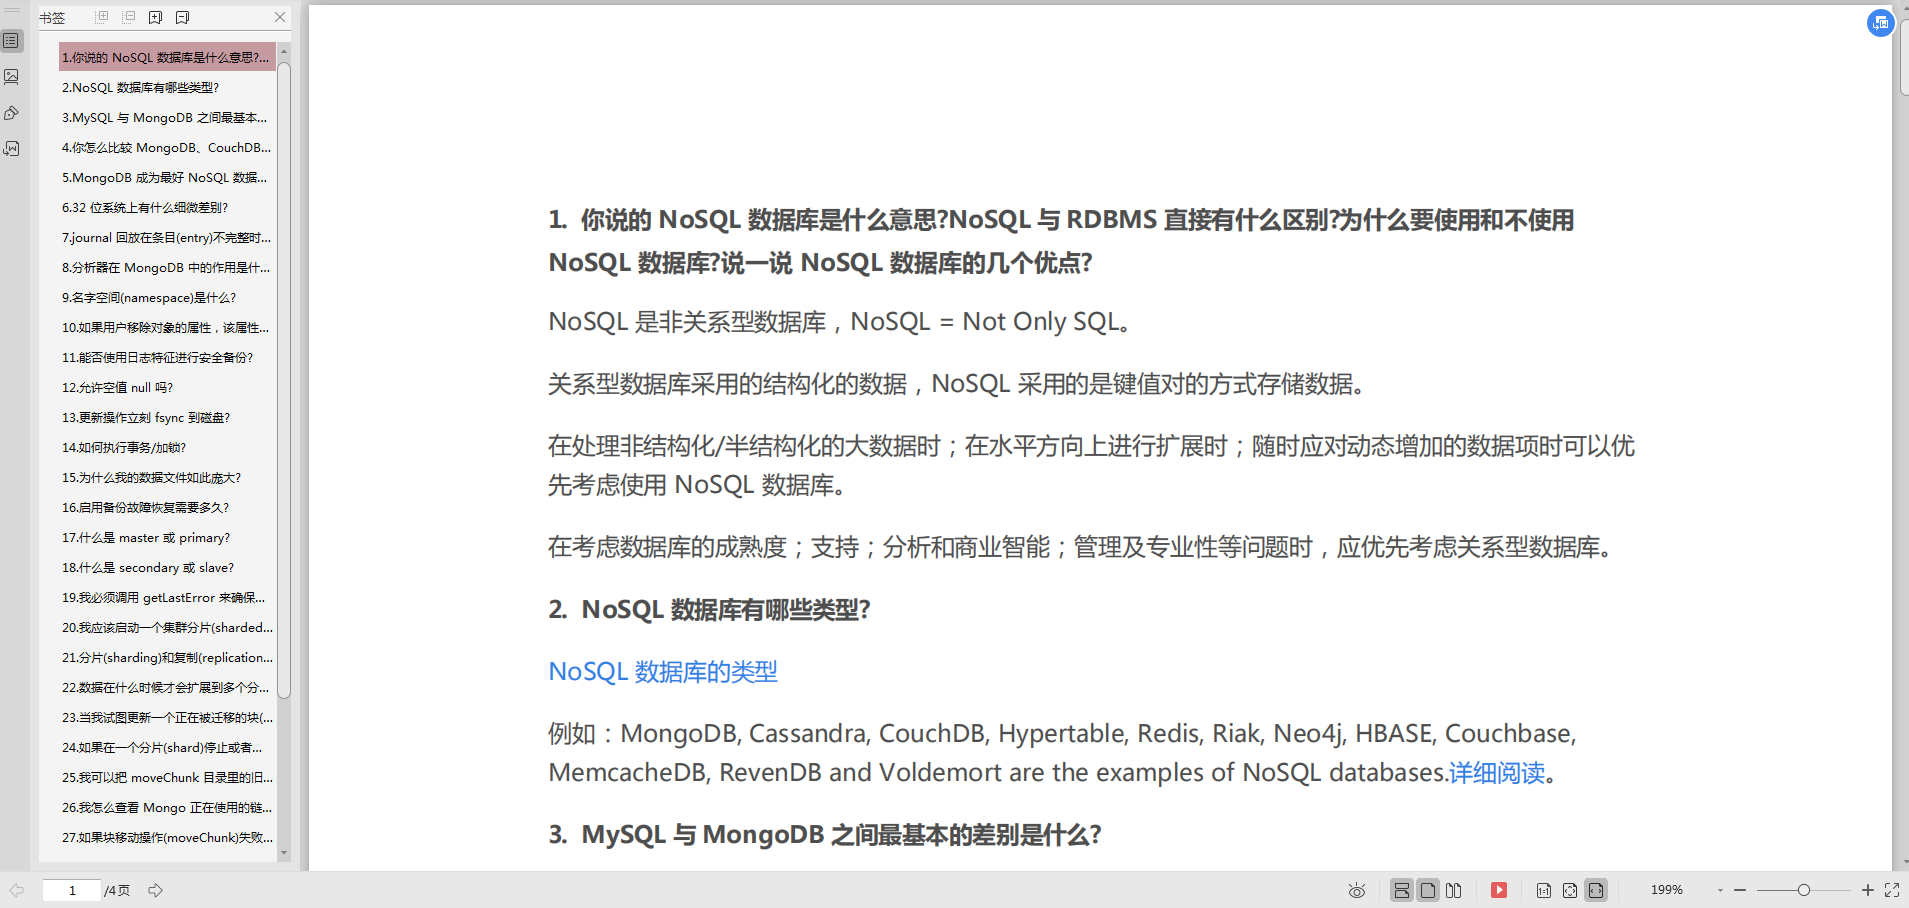 书签
1.你说的 NoSQL 数据库是什么意思?...
2.NoSQL 数据库有哪些类型?
3.MySQL 与 MongoDB 之间最基本...
4.你怎么比较 MongoDB、CouchDB...
5.MongoDB 成为最好 NoSQL 数据...
6.32 位系统上有什么细微差别?
7.journal 回放在条目(entry)不完整时...
8.分析器在 MongoDB 中的作用是什...
9.名字空间(namespace)是什么?
10.如果用户移除对象的属性，该属性...
11.能否使用日志特征进行安全备份?
12.允许空值 null 吗?
13.更新操作立刻 fsync 到磁盘?
14.如何执行事务/加锁?
15.为什么我的数据文件如此庞大?
16.启用备份故障恢复需要多久?
17.什么是 master 或 primary?
18.什么是 secondary 或 slave?
19.我必须调用 getLastError 来确保...
20.我应该启动一个集群分片(sharded...
21.分片(sharding)和复制(replication...
22.数据在什么时候才会扩展到多个分...
23.当我试图更新一个正在被迁移的块(...
24.如果在一个分片(shard)停止或者...
25.我可以把 moveChunk 目录里的旧...
26.我怎么查看 Mongo 正在使用的链...
27.如果块移动操作(moveChunk)失败...
1. 你说的 NoSQL 数据库是什么意思?NoSQL 与 RDBMS 直接有什么区别?为什么要使用和不使用
NoSQL 数据库?说一说 NoSQL 数据库的几个优点?
NoSQL 是非关系型数据库，NoSQL = Not Only SQL。
关系型数据库采用的结构化的数据，NoSQL 采用的是键值对的方式存储数据。
在处理非结构化/半结构化的大数据时；在水平方向上进行扩展时；随时应对动态增加的数据项时可以优
先考虑使用 NoSQL 数据库。
在考虑数据库的成熟度；支持；分析和商业智能；管理及专业性等问题时，应优先考虑关系型数据库。
2. NoSQL 数据库有哪些类型?
NoSQL 数据库的类型
例如：MongoDB, Cassandra, CouchDB, Hypertable, Redis, Riak, Neo4j, HBASE, Couchbase,
MemcacheDB, RevenDB and Voldemort are the examples of NoSQL databases.详细阅读。
3. MySQL 与 MongoDB 之间最基本的差别是什么?
1 /4页
1:1
199%